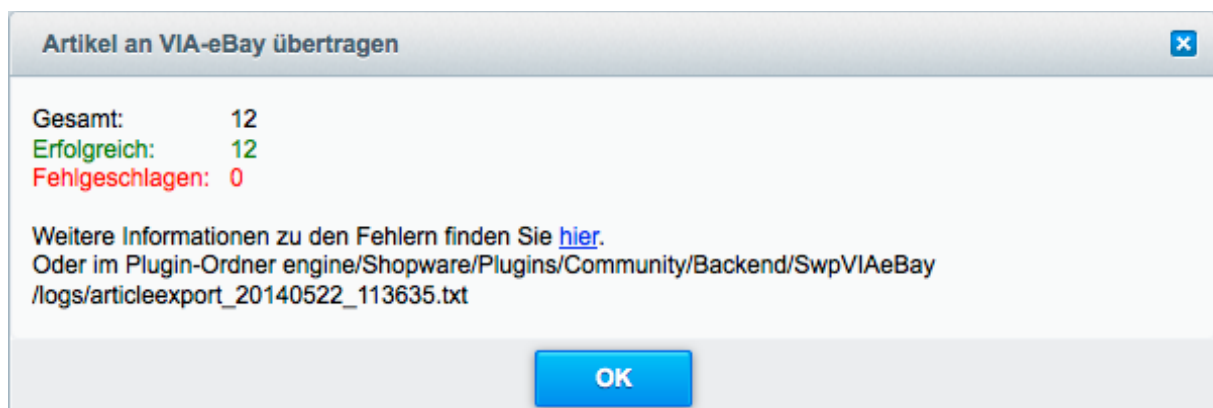 Artikel an VIA-eBay übertragen
Gesamt: 12
Erfolgreich: 12
Fehlgeschlagen: 0
Weitere Informationen zu den Fehlern finden Sie hier.
Oder im Plugin-Ordner engine/Shopware/Plugins/Community/Backend/SwpVIAeBay
/logs/articleexport_20140522_113635.txt
OK